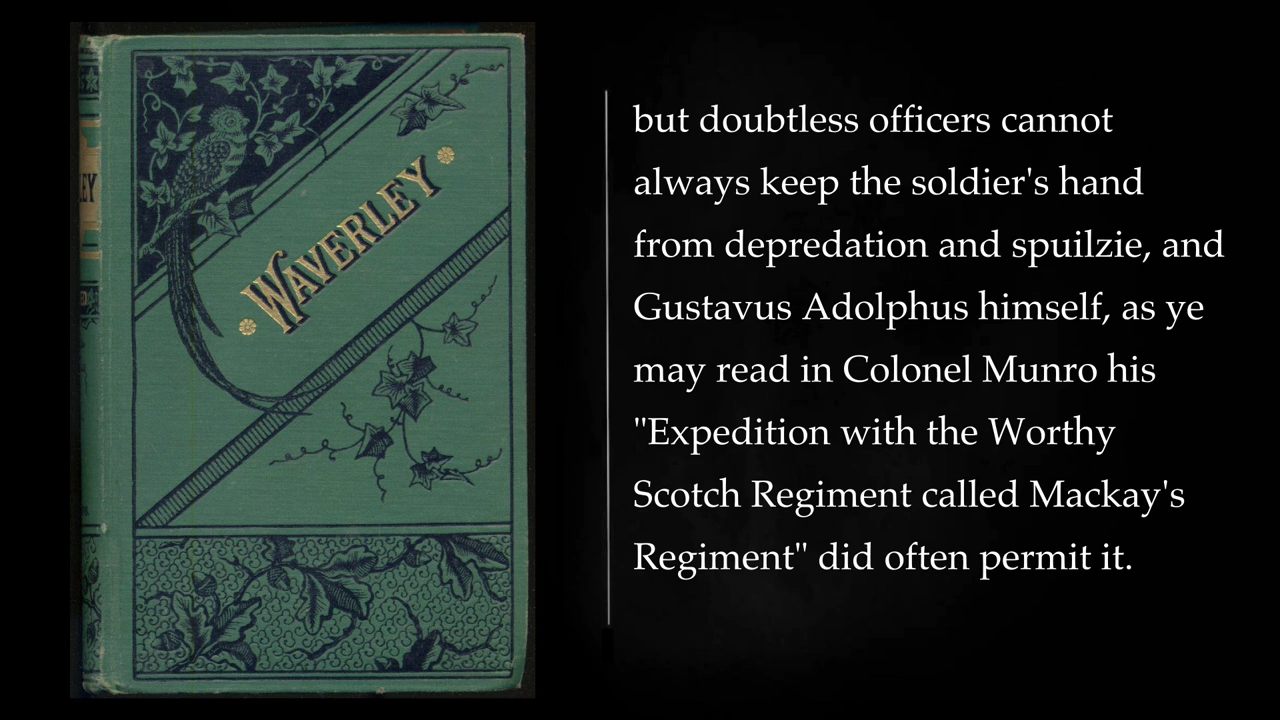 WAVERLEY
but doubtless officers cannot
always keep the soldier's hand
from depredation and spuilzie, and
Gustavus Adolphus himself, as ye
may read in Colonel Munro his
"Expedition with the Worthy
Scotch Regiment called Mackay's
Regiment" did often permit it.